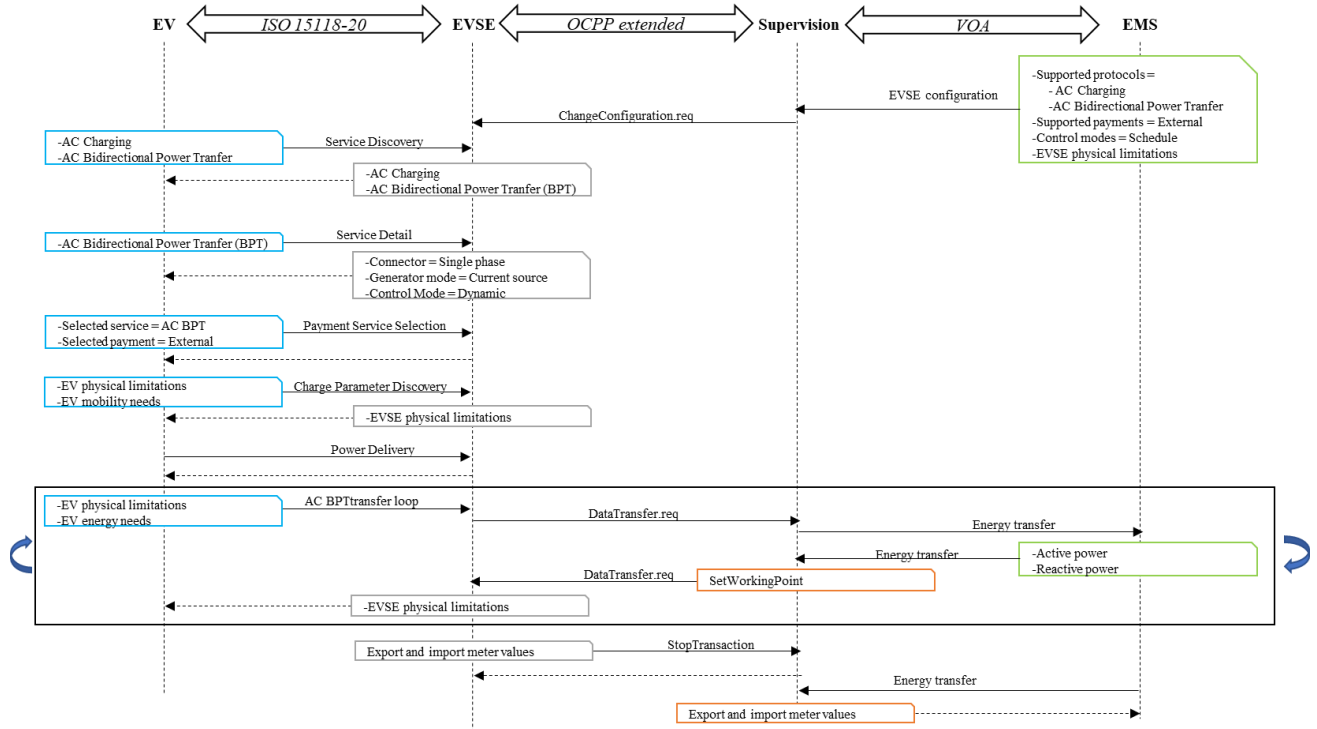 EV ISO 15118-20 EVSE OCPP extended Supervision VOA EMS
-Supported protocols =
- AC Charging
-AC Bidirectional Power Tranfer
-Supported payments = External
-Control modes = Schedule
-EVSE physical limitations
EVSE configuration
ChangeConfiguration.req
-AC Charging
-AC Bidirectional Power Tranfer
Service Discovery
-AC Charging
-AC Bidirectional Power Tranfer (BPT)
-AC Bidirectional Power Tranfer (BPT)
Service Detail
-Connector = Single phase
-Generator mode = Current source
-Control Mode = Dynamic
-Selected service = AC BPT
-Selected payment = External
Payment Service Selection
-EV physical limitations
-EV mobility needs
Charge Parameter Discovery
-EVSE physical limitations
Power Delivery
-EV physical limitations
-EV energy needs
AC BPTtransfer loop
DataTransfer.req
Energy transfer
Energy transfer
-Active power
-Reactive power
DataTransfer.req
SetWorkingPoint
-EVSE physical limitations
Export and import meter values
StopTransaction
Energy transfer
Export and import meter values